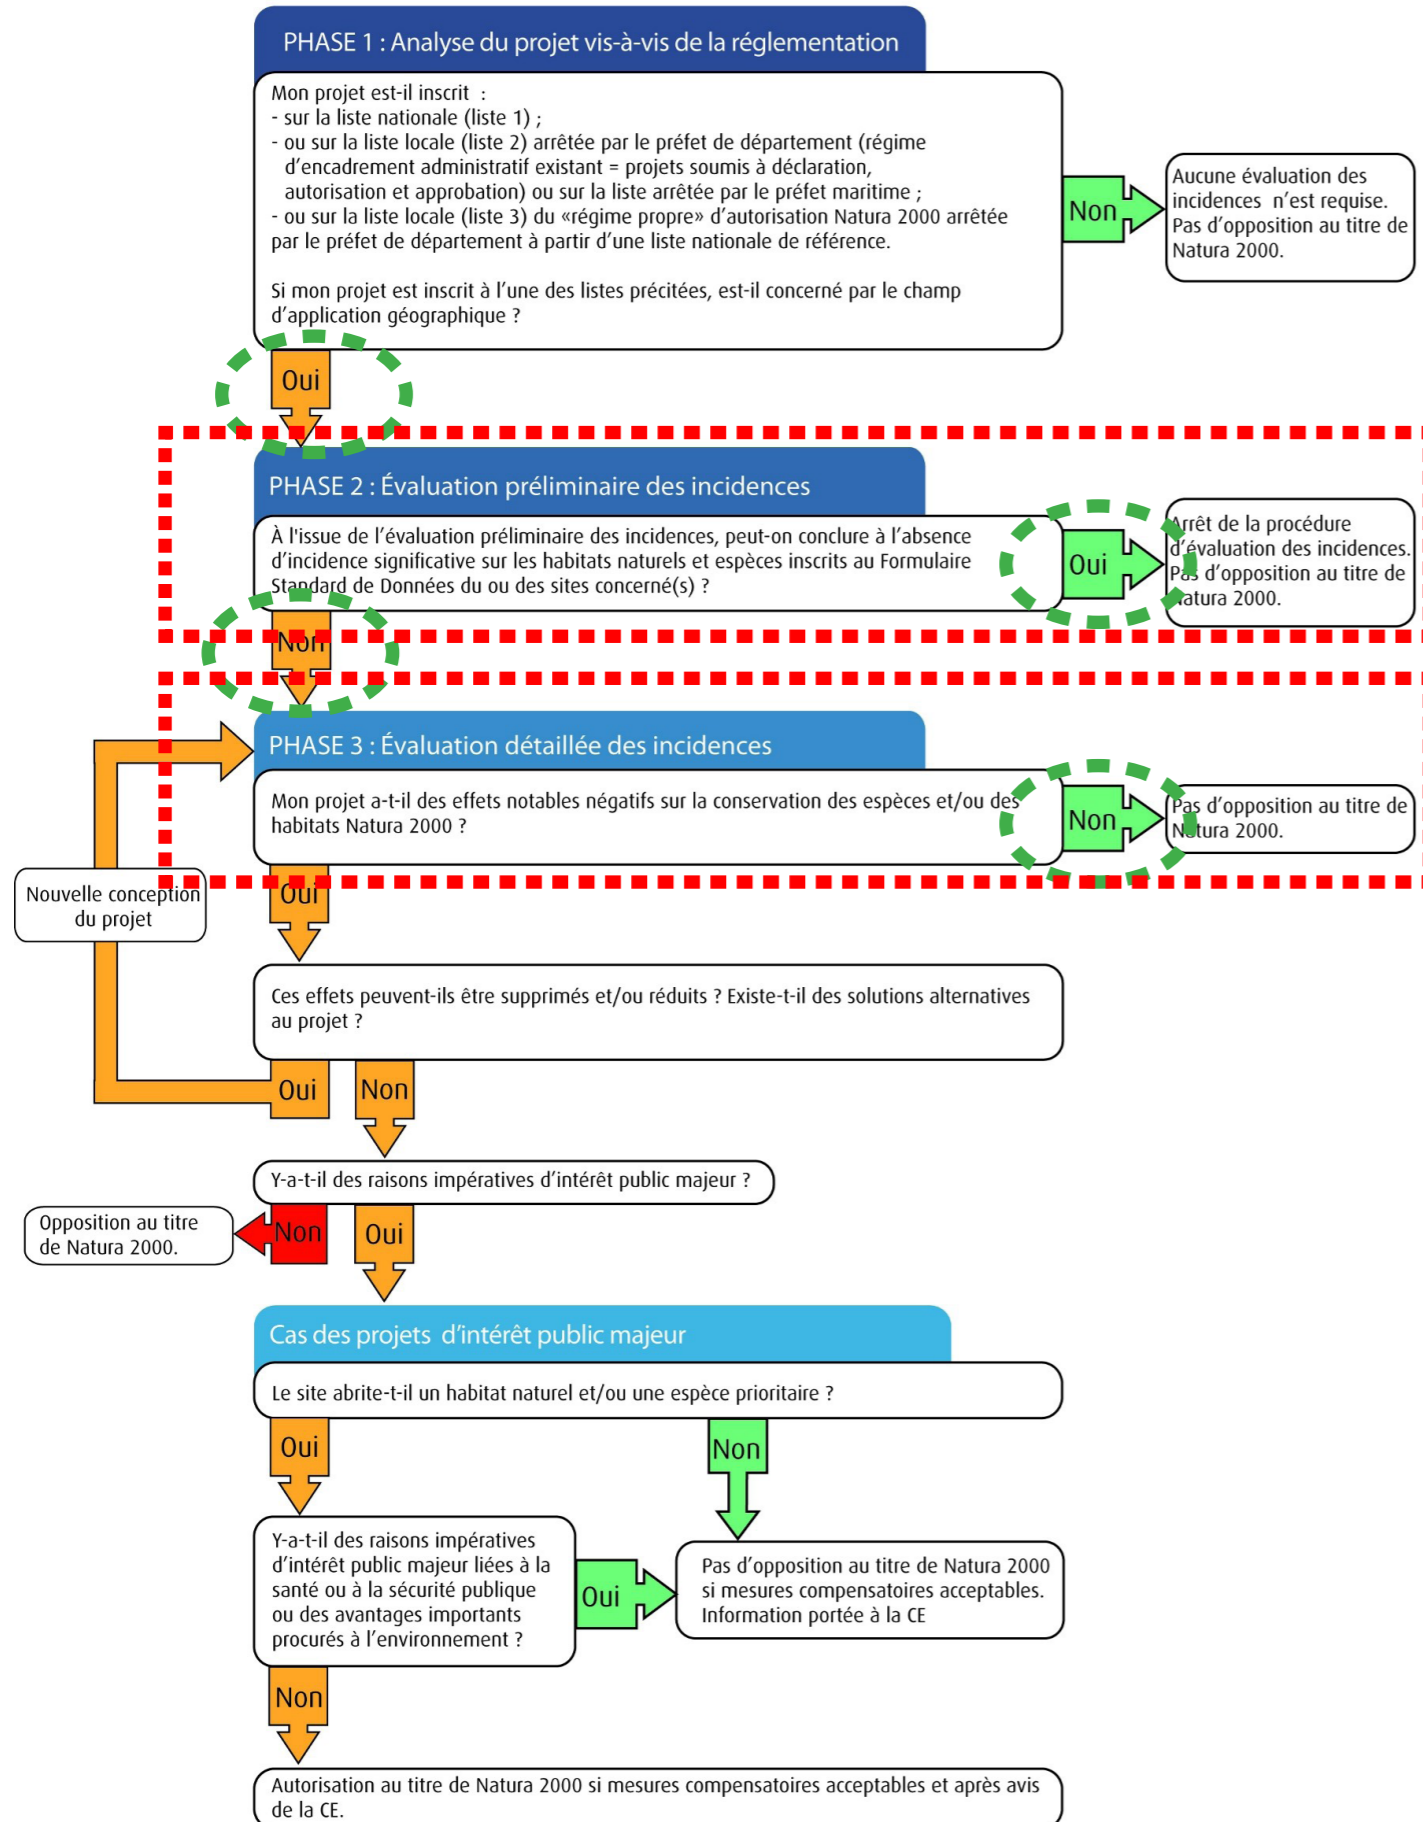 PHASE 1 : Analyse du projet vis-à-vis de la réglementation
Mon projet est-il inscrit :
- sur la liste nationale (liste 1) ;
- ou sur la liste locale (liste 2) arrêtée par le préfet de département (régime
d'encadrement administratif existant = projets soumis à déclaration,
autorisation et approbation) ou sur la liste arrêtée par le préfet maritime ;
- ou sur la liste locale (liste 3) du «régime propre» d'autorisation Natura 2000 arrêtée
par le préfet de département à partir d'une liste nationale de référence.
Si mon projet est inscrit à l'une des listes précitées, est-il concerné par le champ
d'application géographique ?
Non
Aucune évaluation des
incidences n'est requise.
Pas d'opposition au titre de
Natura 2000.
Oui
PHASE 2 : Évaluation préliminaire des incidences
À l'issue de l'évaluation préliminaire des incidences, peut-on conclure à l'absence
d'incidence significative sur les habitats naturels et espèces inscrits au Formulaire
Standard de Données du ou des sites concerné(s) ?
Oui
Arrêt de la procédure
d'évaluation des incidences.
Pas d'opposition au titre de
Natura 2000.
Non
PHASE 3 : Évaluation détaillée des incidences
Mon projet a-t-il des effets notables négatifs sur la conservation des espèces et/ou des
habitats Natura 2000 ?
Non
Pas d'opposition au titre de
Natura 2000.
Nouvelle conception
du projet
Oui
Ces effets peuvent-ils être supprimés et/ou réduits ? Existe-t-il des solutions alternatives
au projet ?
Oui
Non
Y-a-t-il des raisons impératives d'intérêt public majeur ?
Opposition au titre
de Natura 2000.
Non
Oui
Cas des projets d'intérêt public majeur
Le site abrite-t-il un habitat naturel et/ou une espèce prioritaire ?
Oui
Non
Y-a-t-il des raisons impératives
d'intérêt public majeur liées à la
santé ou à la sécurité publique
ou des avantages importants
procurés à l'environnement ?
Oui
Pas d'opposition au titre de Natura 2000
si mesures compensatoires acceptables.
Information portée à la CE
Non
Autorisation au titre de Natura 2000 si mesures compensatoires acceptables et après avis
de la CE.